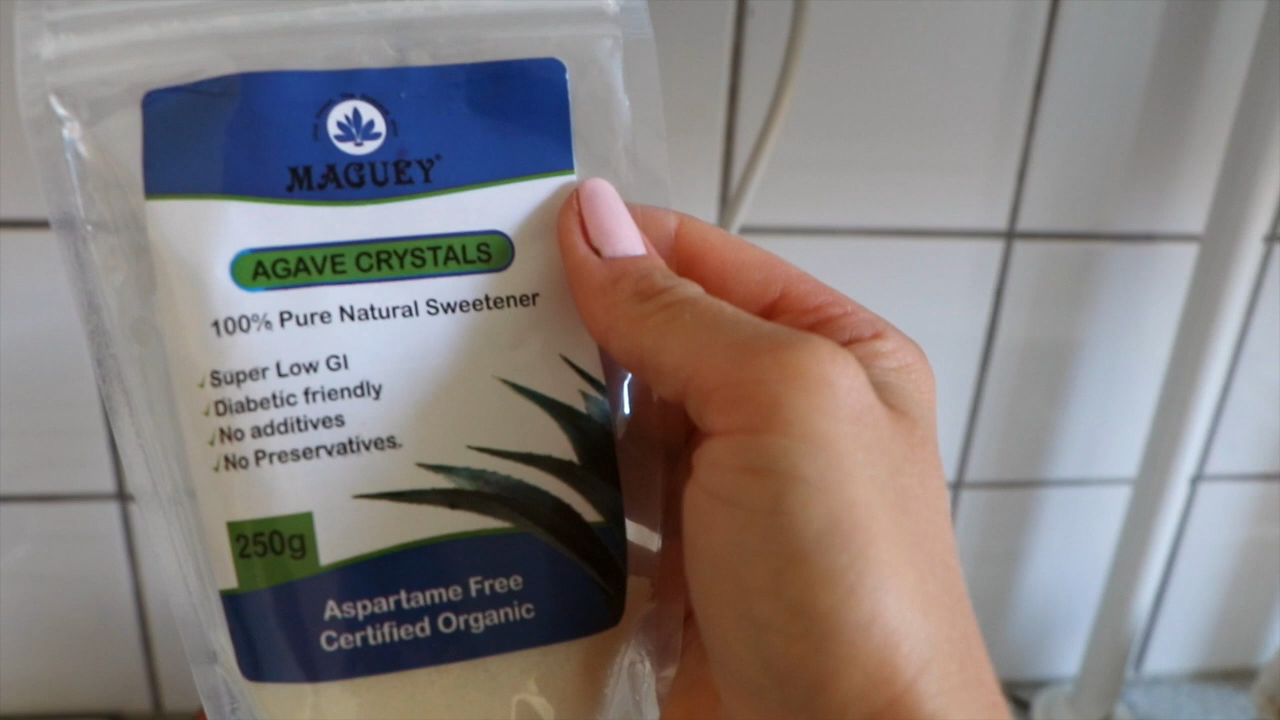 MAGUEY®
AGAVE CRYSTALS
100% Pure Natural Sweetener
✓Super Low GI
✓Diabetic friendly
✓No additives
✓No Preservatives.
250g
Aspartame Free
Certified Organic